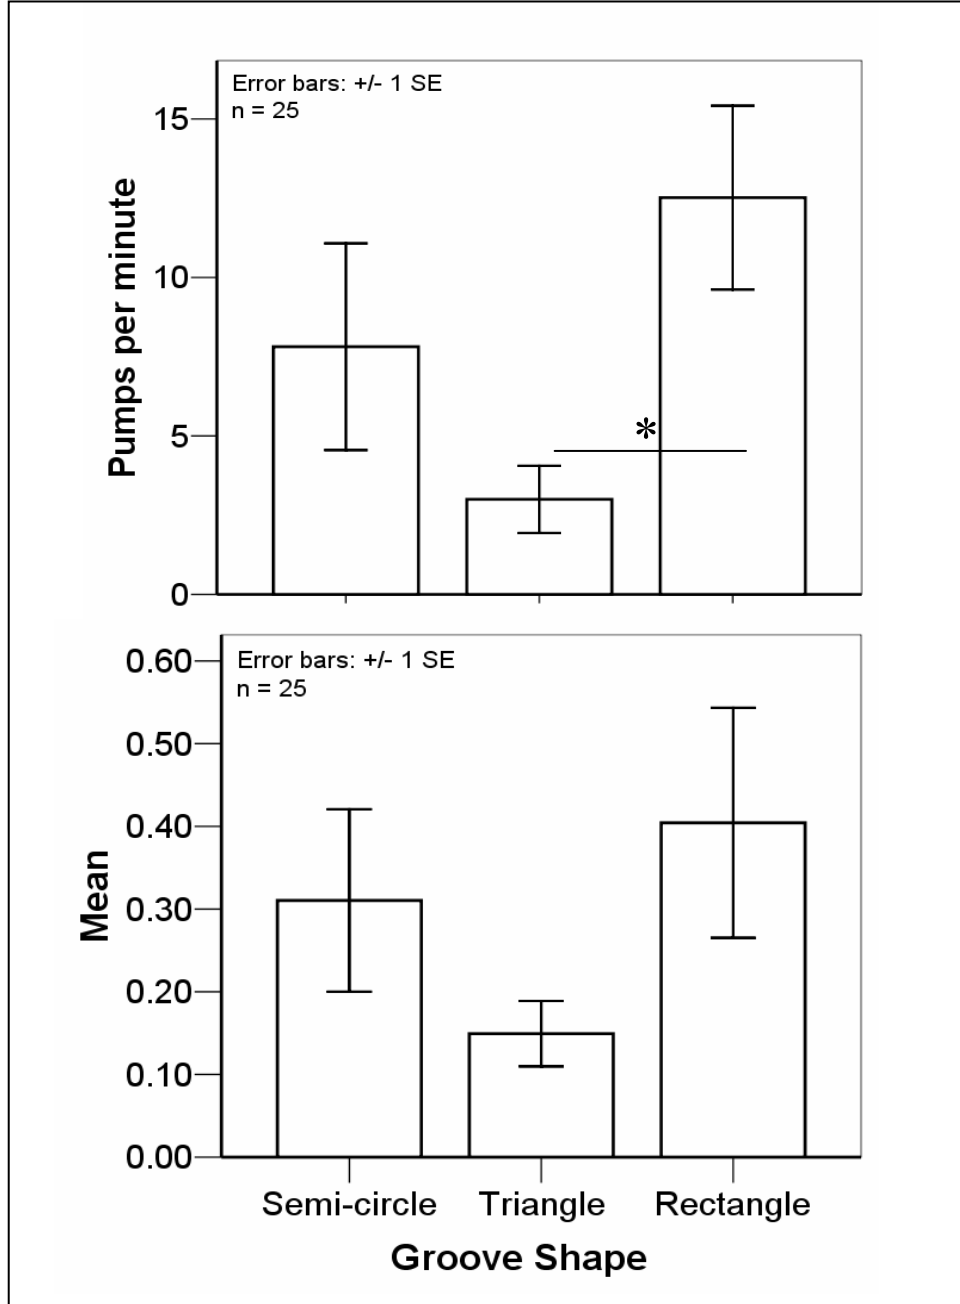 Error bars: +/- 1 SE
n = 25
15
10
5
0
Pumps per minute
*
Error bars: +/- 1 SE
n = 25
0.60
0.50
0.40
0.30
0.20
0.10
0.00
Mean
Semi-circle Triangle Rectangle
Groove Shape